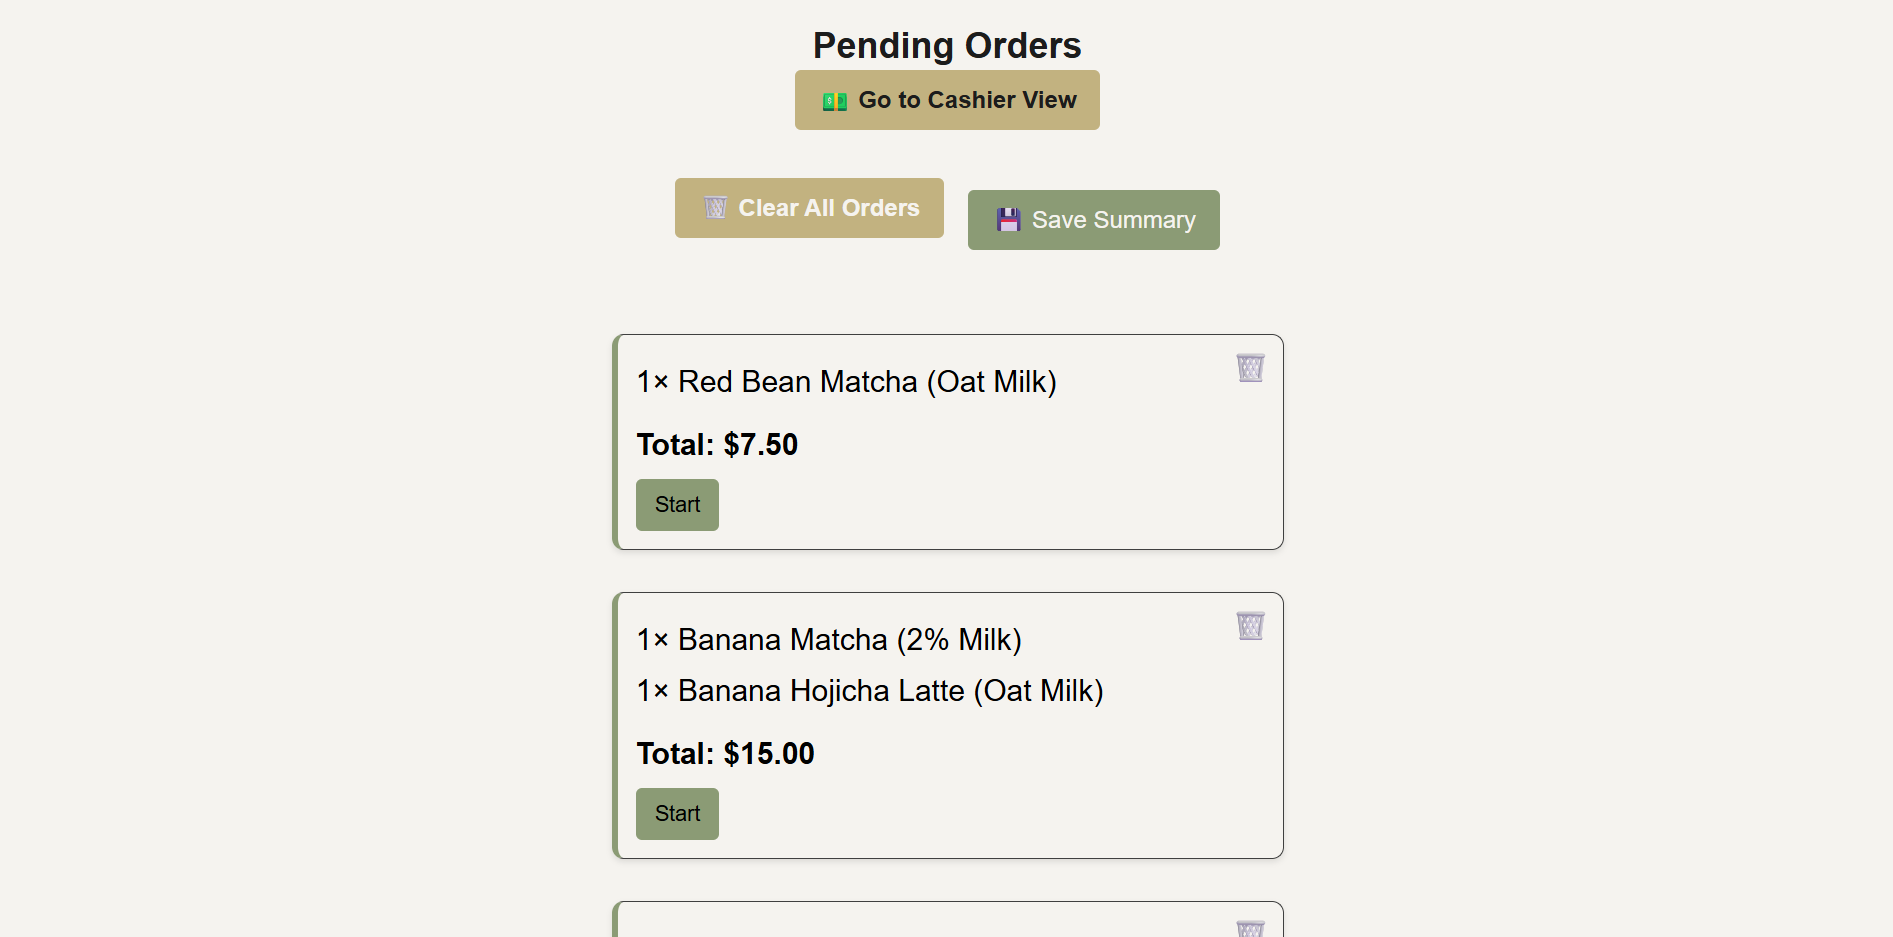 Pending Orders
Go to Cashier View
Clear All Orders
Save Summary
1× Red Bean Matcha (Oat Milk)
Total: $7.50
Start
1× Banana Matcha (2% Milk)
1× Banana Hojicha Latte (Oat Milk)
Total: $15.00
Start